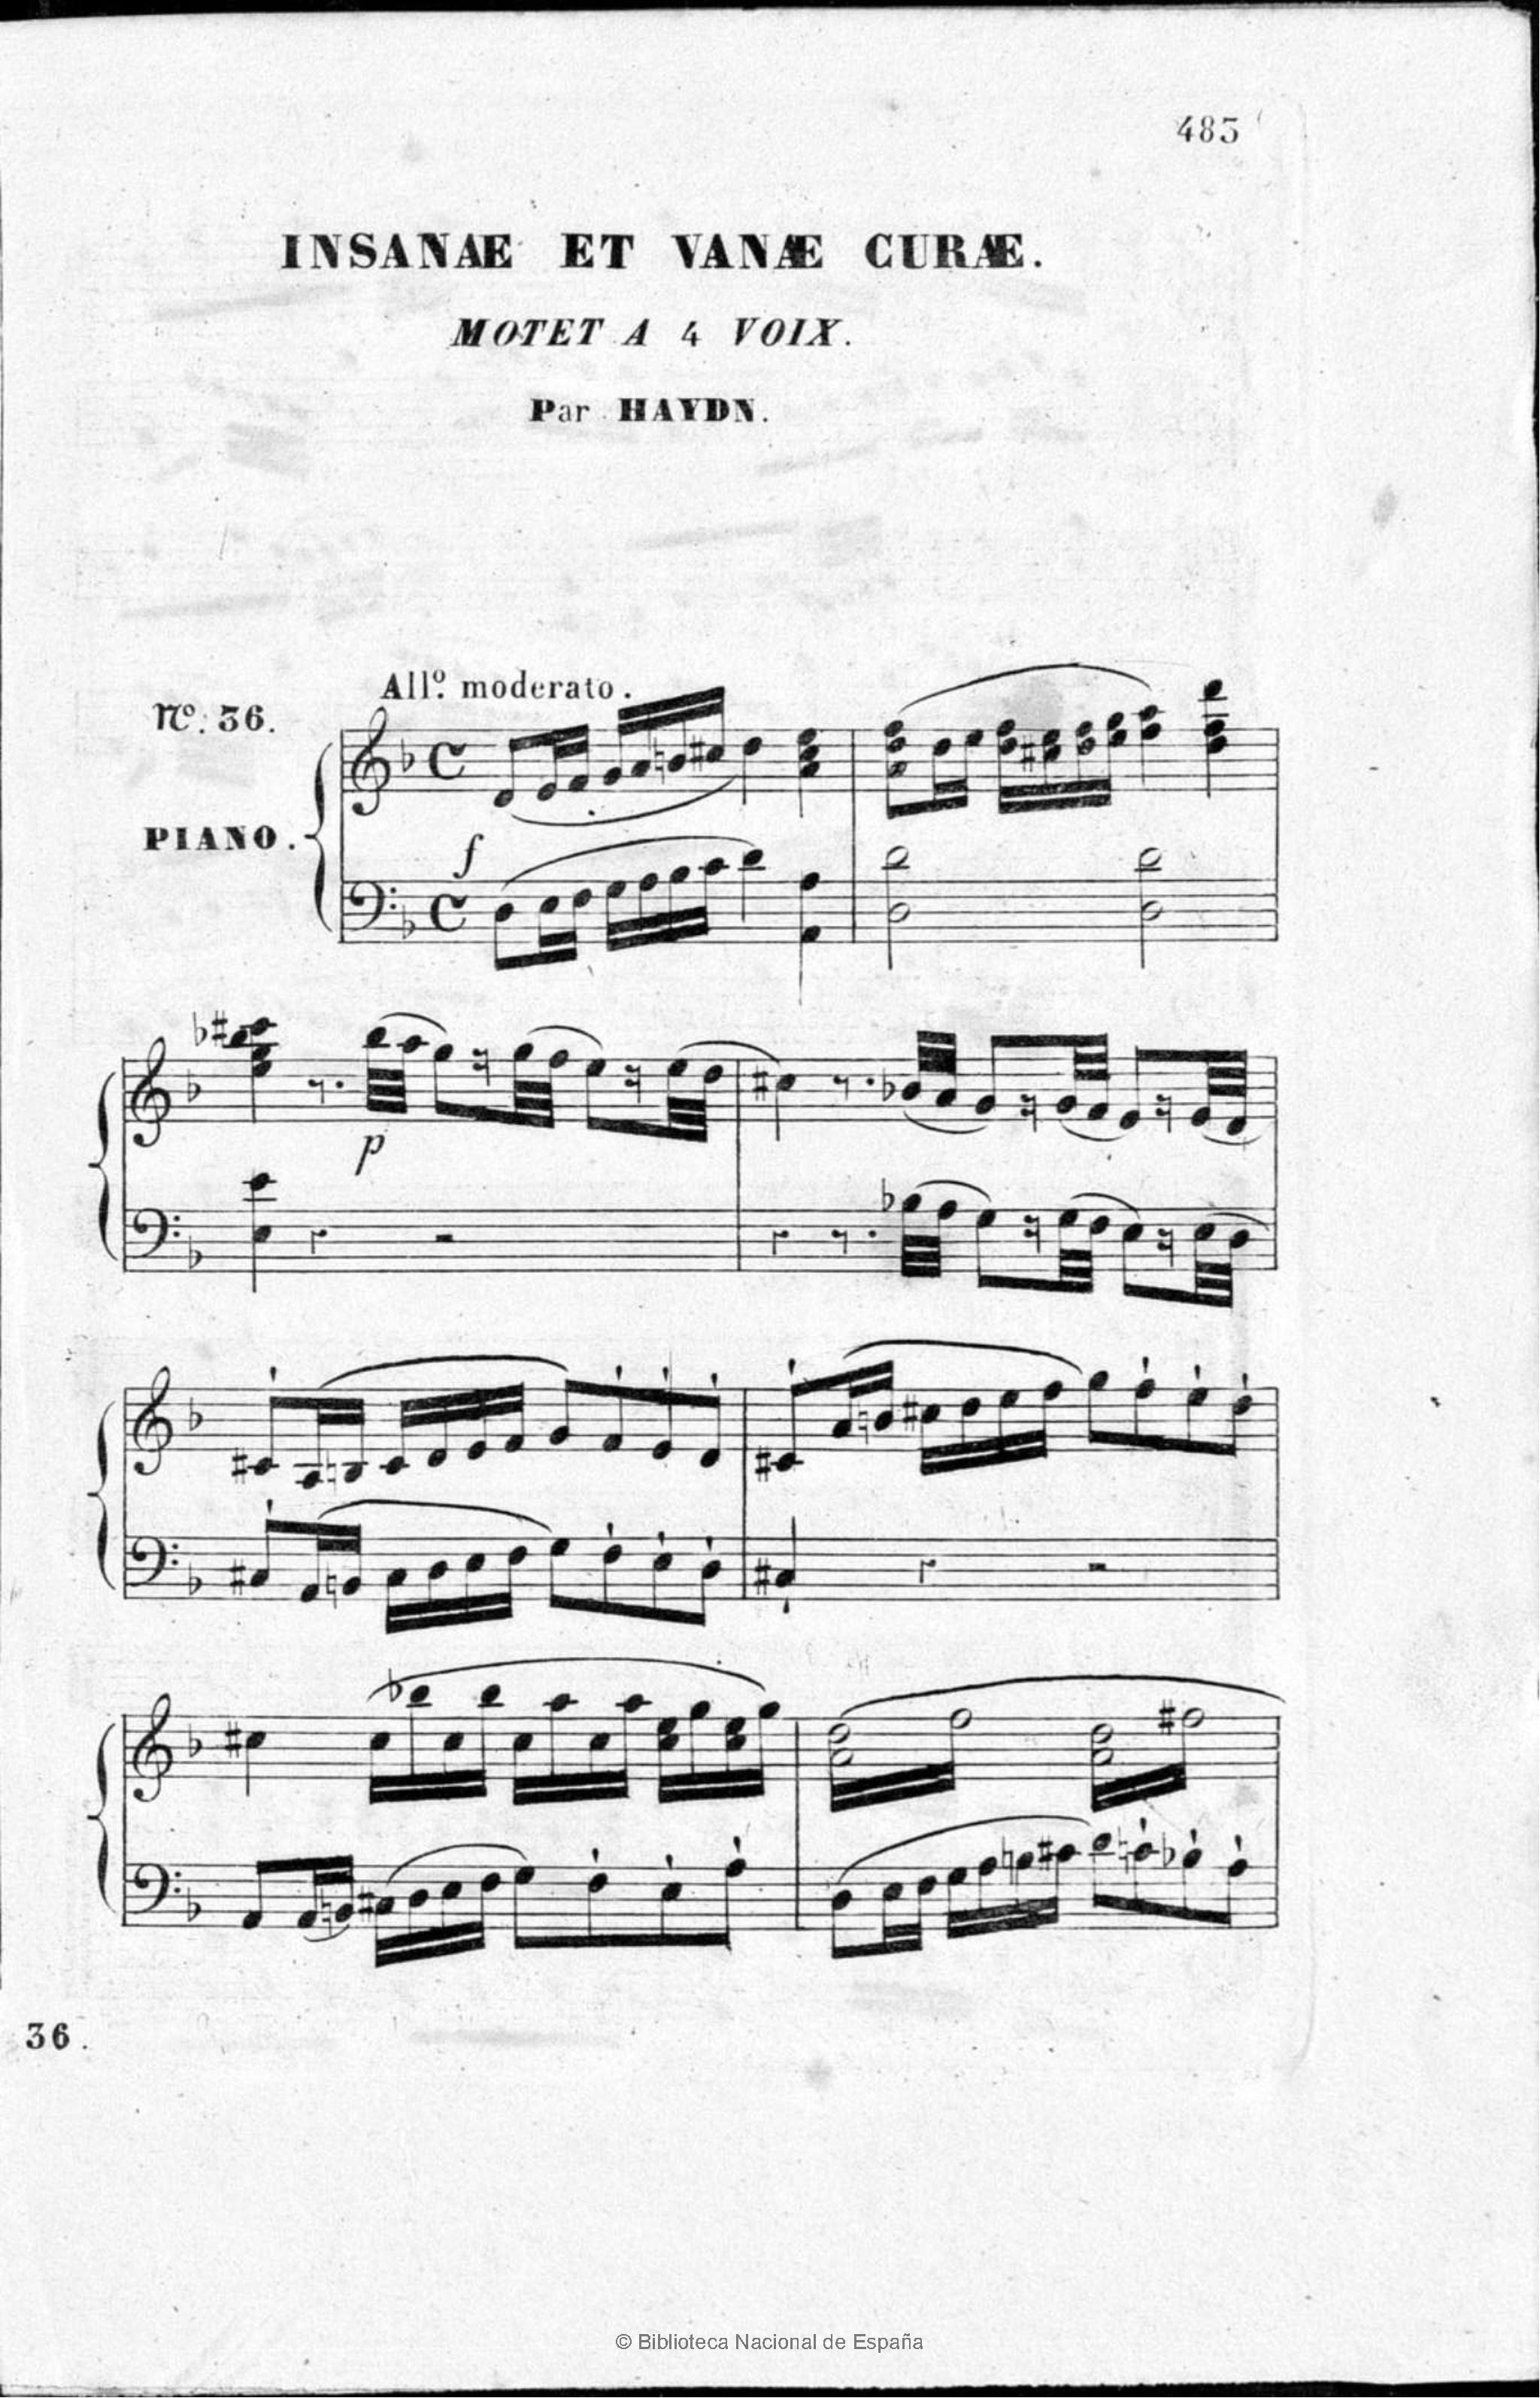 483
INSANAE ET VANÆ CURÆ.
MOTET A 4 VOIX.
Par HAYDN.
All.º moderato.
Nº. 36.
PIANO.
f
p
36.
© Biblioteca Nacional de España